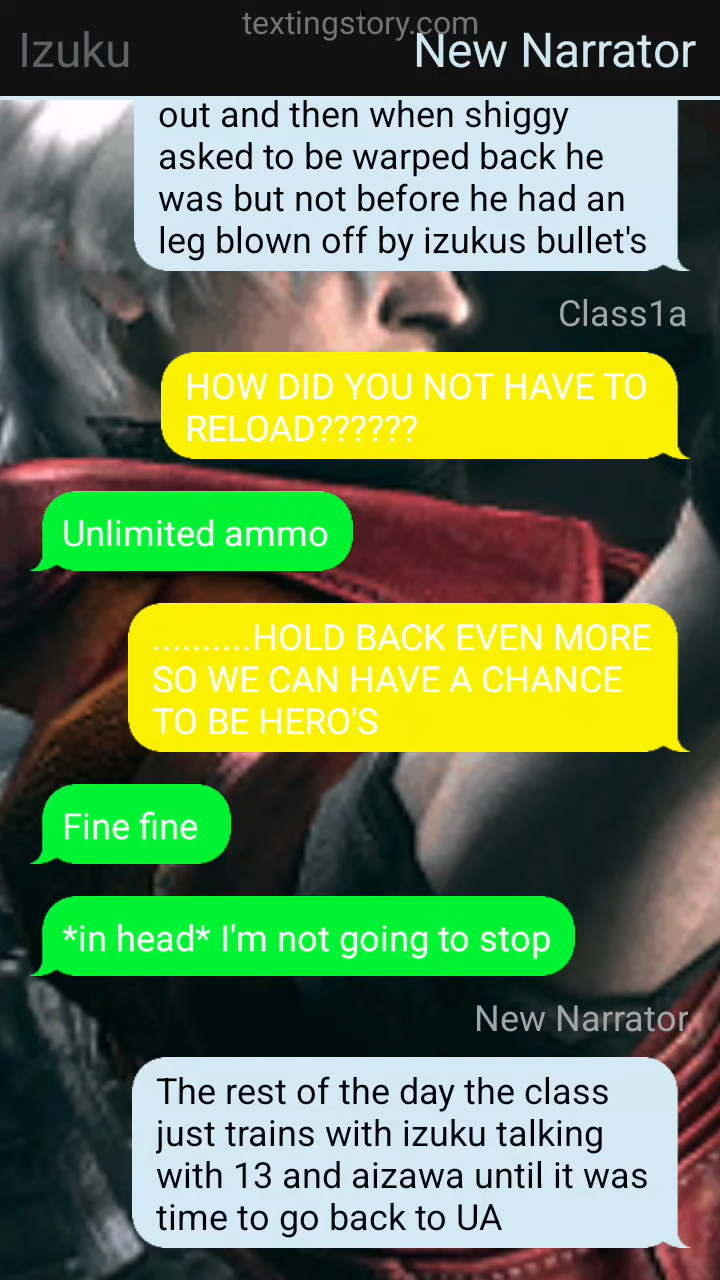 textingstory.com
Izuku
New Narrator
out and then when shiggy
asked to be warped back he
was but not before he had an
leg blown off by izukus bullet's
Class1a
HOW DID YOU NOT HAVE TO
RELOAD??????
Unlimited ammo
..........HOLD BACK EVEN MORE
SO WE CAN HAVE A CHANCE
TO BE HERO'S
Fine fine
*in head* I'm not going to stop
New Narrator
The rest of the day the class
just trains with izuku talking
with 13 and aizawa until it was
time to go back to UA